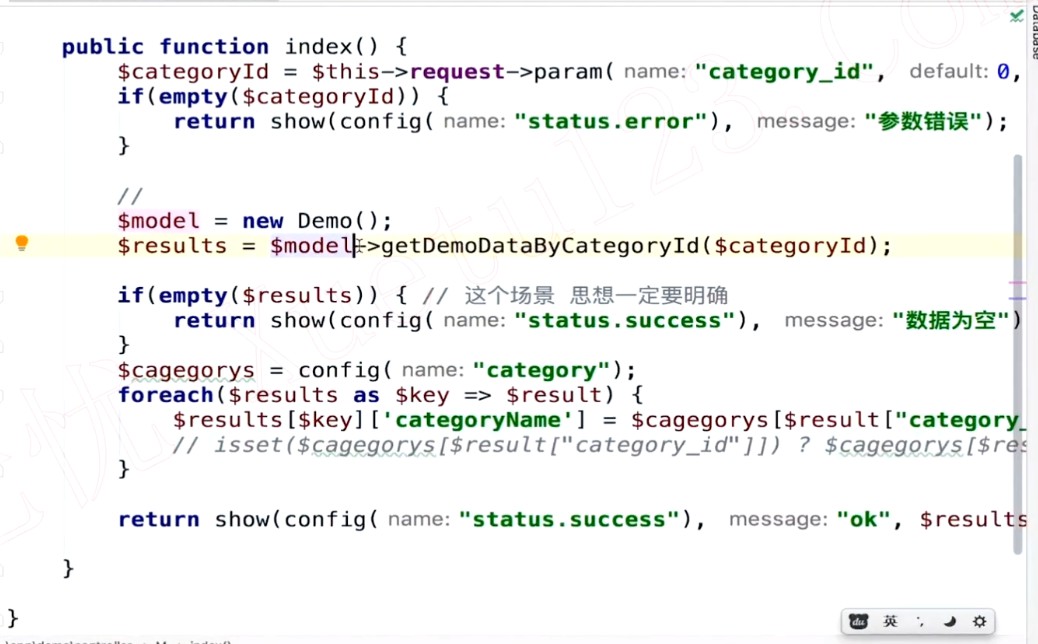 public function index() {
$categoryId = $this->request->param( name: "category_id", default: 0,
if(empty($categoryId)) {
return show(config( name: "status.error"), message: "参数错误");
}
//
$model = new Demo();
$results = $model->getDemoDataByCategoryId($categoryId);
if(empty($results)) { // 这个场景 思想一定要明确
return show(config( name: "status.success"), message: "数据为空")
}
$cagegorys = config( name: "category");
foreach($results as $key => $result) {
$results[$key]['categoryName'] = $cagegorys[$result["category_
// isset($cagegorys[$result["category_id"]]) ? $cagegorys[$res
}
return show(config( name: "status.success"), message: "ok", $results
}
}
Database
du 英